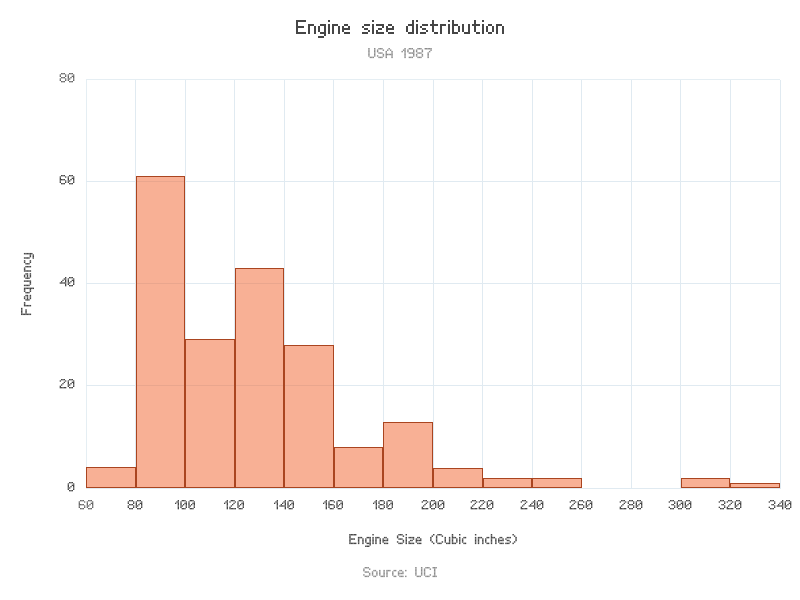 Engine size distribution
USA 1987
80
60
40
20
0
Frequency
60 80 100 120 140 160 180 200 220 240 260 280 300 320 340
Engine Size (Cubic inches)
Source: UCI